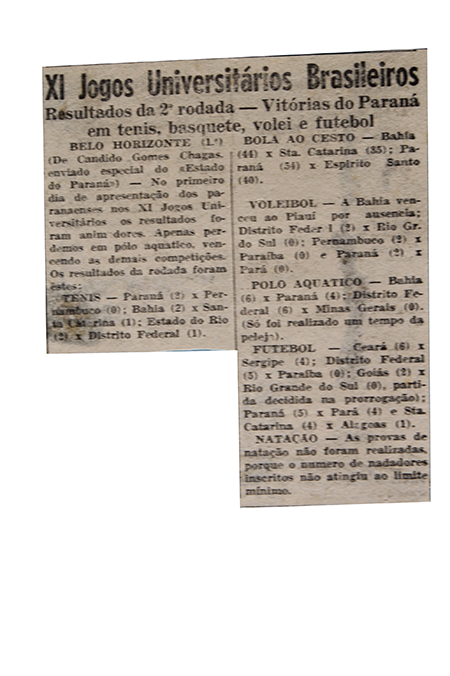 XI Jogos Universitários Brasileiros
Resultados da 2ª rodada — Vitórias do Paraná
em tenis, basquete, volei e futebol
BELO HORIZONTE (1.º)
(De Candido Gomes Chagas,
enviado especial do «Estado
do Paraná») — No primeiro
dia de apresentação dos pa-
ranaenses nos XI Jogos Uni-
versitários os resultados fo-
ram anim dores. Apenas per-
demos em pólo aquatico, ven-
cendo as demais competições.
Os resultados da rodada foram
êstes:
TENIS — Paraná (2) x Per-
nambuco (0); Bahia (2) x San-
ta Catarina (1); Estado do Rio
(2) x Distrito Federal (1).
BOLA AO CESTO — Bahia
(44) x Sta. Catarina (35); Pa-
raná (54) x Espirito Santo
(40).
VOLEIBOL — A Bahia ven-
ceu ao Piauí por ausencia;
Distrito Feder l (2) x Rio Gr.
do Sul (0); Pernambuco (2) x
Paraíba (0) e Paraná (2) x
Pará (0).
POLO AQUATICO — Bahia
(6) x Paraná (4); Distrito Fe-
deral (6) x Minas Gerais (0).
(Só foi realizado um tempo da
peleja).
FUTEBOL — Ceará (6) x
Sergipe (4); Distrito Federal
(5) x Paraíba (0); Goiás (2) x
Rio Grande do Sul (0), parti-
da decidida na prorrogação);
Paraná (5) x Pará (4) e Sta.
Catarina (4) x Alagoas (1).
NATAÇÃO — As provas de
natação não foram realizadas,
porque o numero de nadadores
inscritos não atingiu ao limite
mínimo.